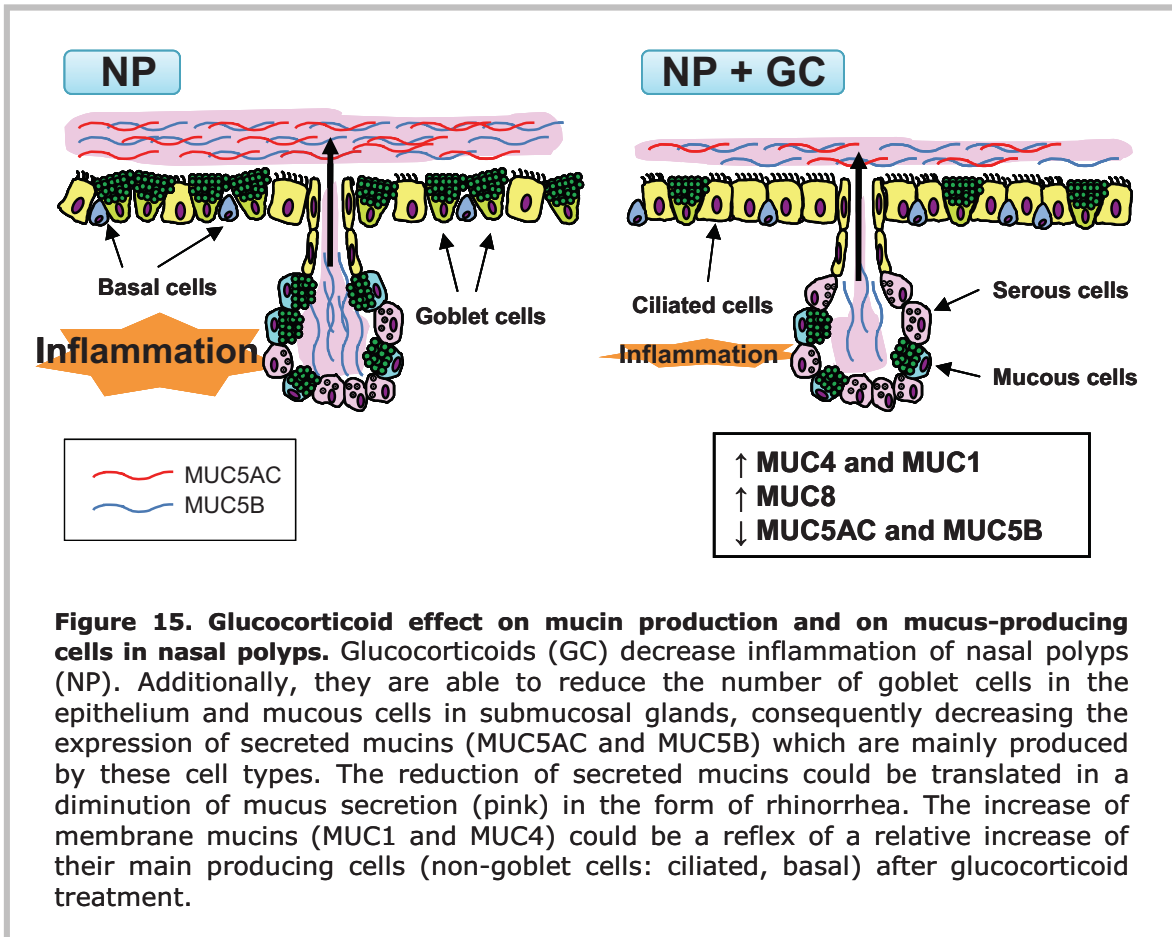 NP
NP + GC
Basal cells
Goblet cells
Inflammation
Ciliated cells
Serous cells
Inflammation
Mucous cells
MUC5AC
MUC5B
↑ MUC4 and MUC1
↑ MUC8
↓ MUC5AC and MUC5B
Figure 15. Glucocorticoid effect on mucin production and on mucus-producing
cells in nasal polyps. Glucocorticoids (GC) decrease inflammation of nasal polyps
(NP). Additionally, they are able to reduce the number of goblet cells in the
epithelium and mucous cells in submucosal glands, consequently decreasing the
expression of secreted mucins (MUC5AC and MUC5B) which are mainly produced
by these cell types. The reduction of secreted mucins could be translated in a
diminution of mucus secretion (pink) in the form of rhinorrhea. The increase of
membrane mucins (MUC1 and MUC4) could be a reflex of a relative increase of
their main producing cells (non-goblet cells: ciliated, basal) after glucocorticoid
treatment.